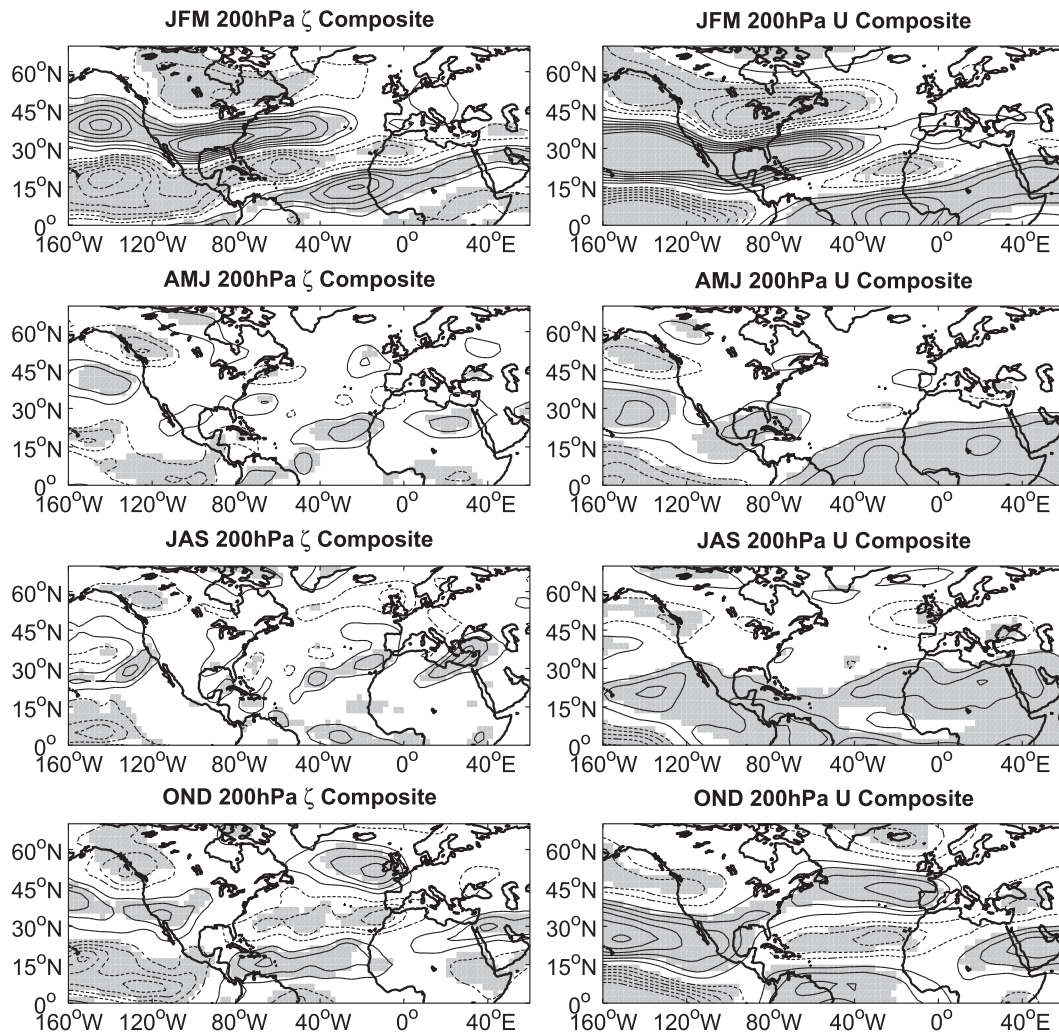 JFM 200hPa ζ Composite
JFM 200hPa U Composite
60°N
45°N
30°N
15°N
0°
160°W 120°W 80°W 40°W 0° 40°E
60°N
45°N
30°N
15°N
0°
160°W 120°W 80°W 40°W 0° 40°E
AMJ 200hPa ζ Composite
AMJ 200hPa U Composite
60°N
45°N
30°N
15°N
0°
160°W 120°W 80°W 40°W 0° 40°E
60°N
45°N
30°N
15°N
0°
160°W 120°W 80°W 40°W 0° 40°E
JAS 200hPa ζ Composite
JAS 200hPa U Composite
60°N
45°N
30°N
15°N
0°
160°W 120°W 80°W 40°W 0° 40°E
60°N
45°N
30°N
15°N
0°
160°W 120°W 80°W 40°W 0° 40°E
OND 200hPa ζ Composite
OND 200hPa U Composite
60°N
45°N
30°N
15°N
0°
160°W 120°W 80°W 40°W 0° 40°E
60°N
45°N
30°N
15°N
0°
160°W 120°W 80°W 40°W 0° 40°E